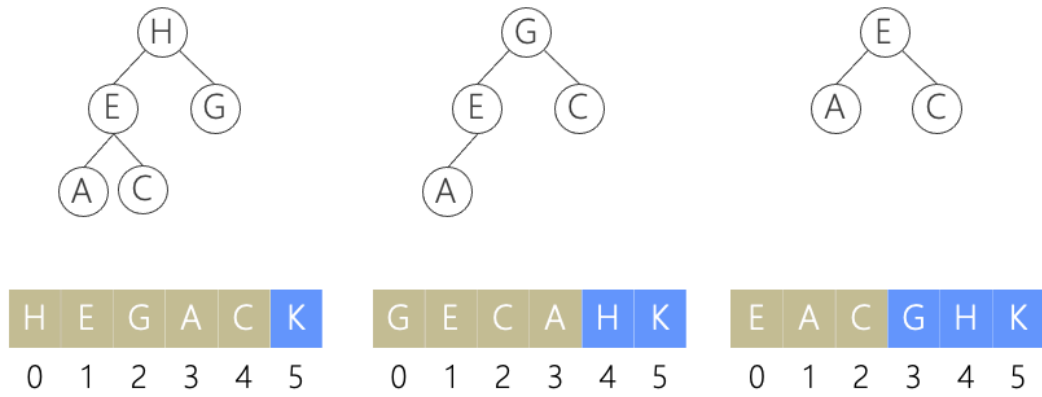 H
E G
A C
H E G A C K
0 1 2 3 4 5
G
E C
A
G E C A H K
0 1 2 3 4 5
E
A C
E A C G H K
0 1 2 3 4 5